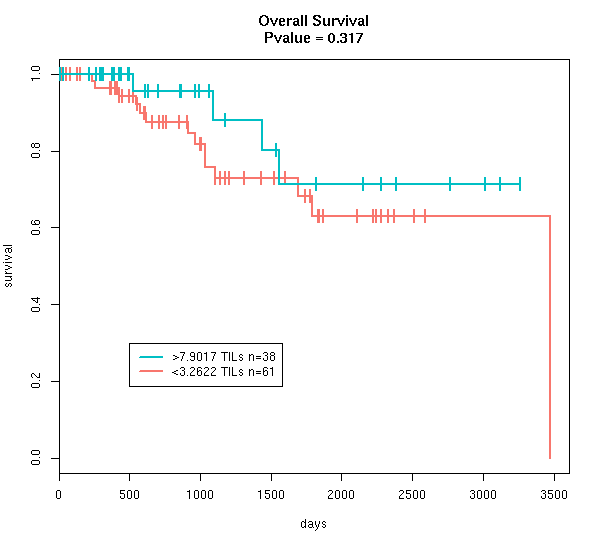 Overall Survival
Pvalue = 0.317
survival
1.0
0.8
0.6
0.4
0.2
0.0
>7.9017 TILs n=38
<3.2622 TILs n=61
0 500 1000 1500 2000 2500 3000 3500
days